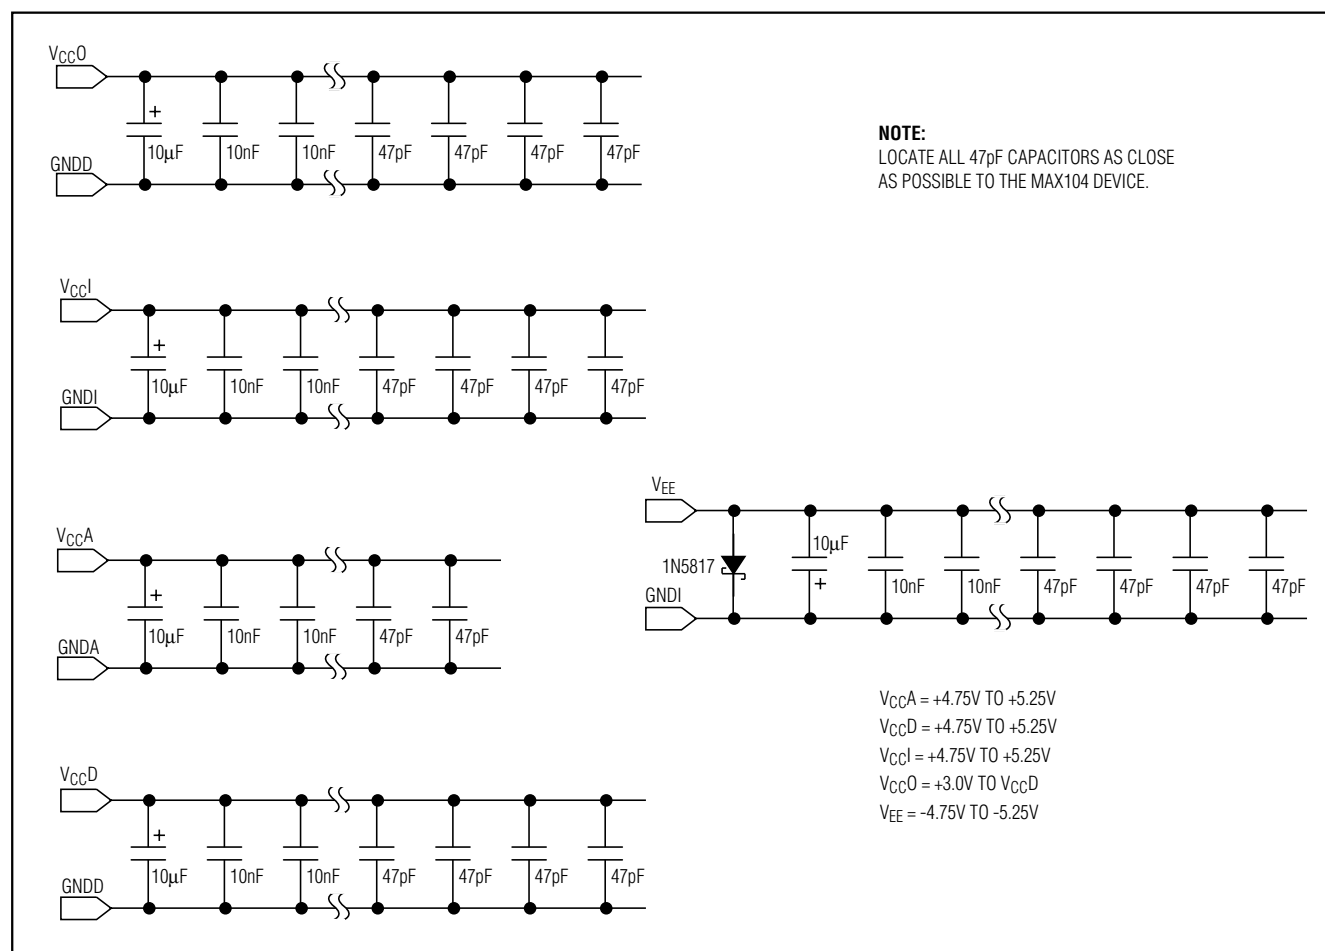 VCCO
+
10μF 10nF 10nF 47pF 47pF 47pF 47pF
GNDD
NOTE:
LOCATE ALL 47pF CAPACITORS AS CLOSE
AS POSSIBLE TO THE MAX104 DEVICE.
VCCI
+
10μF 10nF 10nF 47pF 47pF 47pF 47pF
GNDI
VCCA
+
10μF 10nF 10nF 47pF 47pF
GNDA
VCCD
+
10μF 10nF 10nF 47pF 47pF 47pF 47pF
GNDD
VEE
10μF
1N5817
+
10nF 10nF 47pF 47pF 47pF 47pF
GNDI
VCCA = +4.75V TO +5.25V
VCCD = +4.75V TO +5.25V
VCCI = +4.75V TO +5.25V
VCCO = +3.0V TO VCCD
VEE = -4.75V TO -5.25V